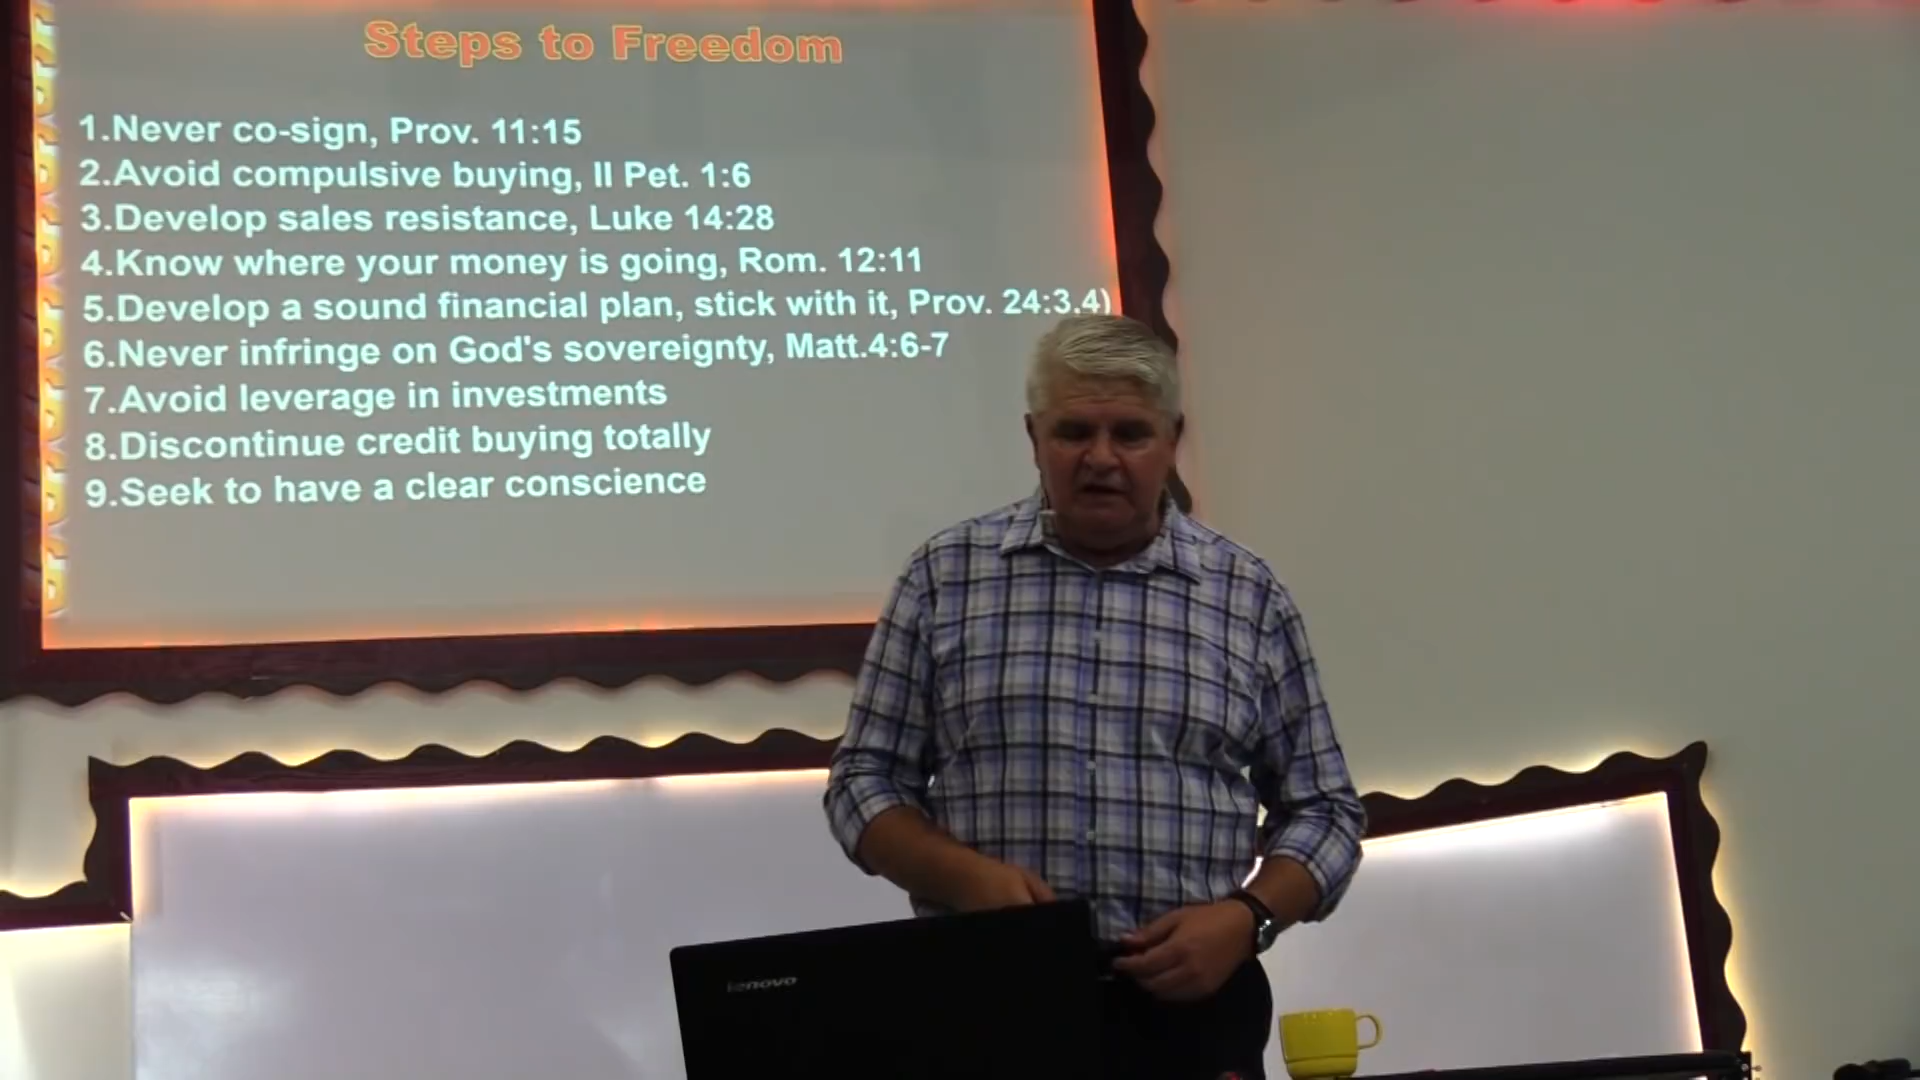 Steps to Freedom
1.Never co-sign, Prov. 11:15
2.Avoid compulsive buying, II Pet. 1:6
3.Develop sales resistance, Luke 14:28
4.Know where your money is going, Rom. 12:11
5.Develop a sound financial plan, stick with it, Prov. 24:3,4)
6.Never infringe on God's sovereignty, Matt.4:6-7
7.Avoid leverage in investments
8.Discontinue credit buying totally
9.Seek to have a clear conscience
lenovo